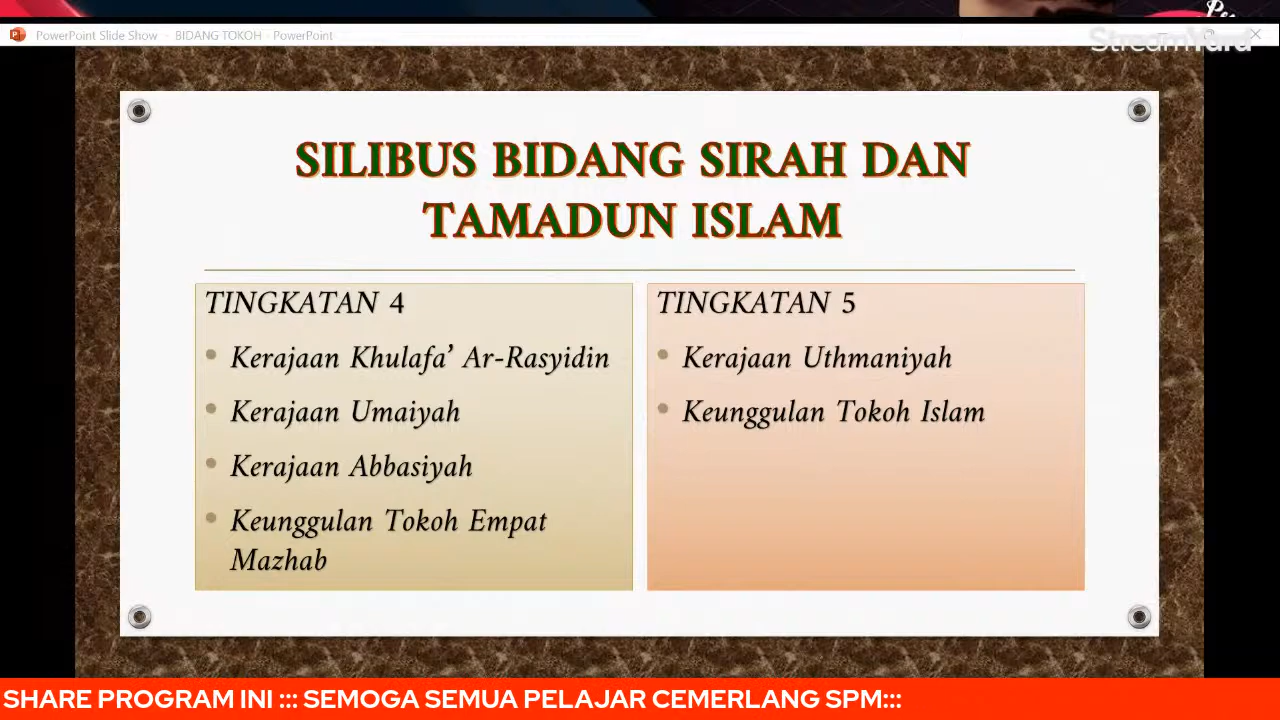 PowerPoint Slide Show - BIDANG TOKOH - PowerPoint
StreamYard
SILIBUS BIDANG SIRAH DAN
TAMADUN ISLAM
TINGKATAN 4
Kerajaan Khulafa’ Ar-Rasyidin
Kerajaan Umaiyah
Kerajaan Abbasiyah
Keunggulan Tokoh Empat
Mazhab
TINGKATAN 5
Kerajaan Uthmaniyah
Keunggulan Tokoh Islam
SHARE PROGRAM INI ::: SEMOGA SEMUA PELAJAR CEMERLANG SPM:::